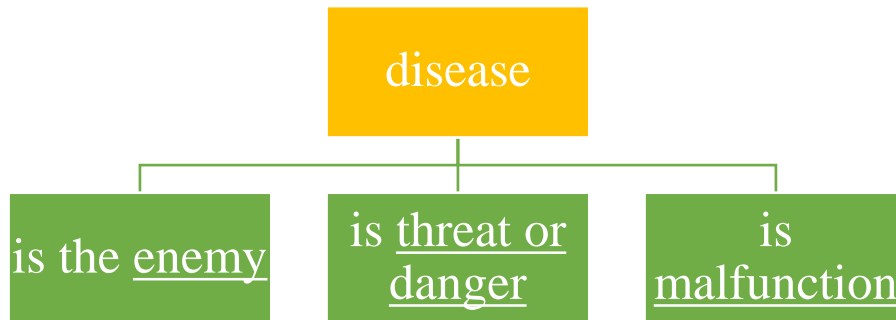 disease
is the enemy
is threat or
danger
is
malfunction